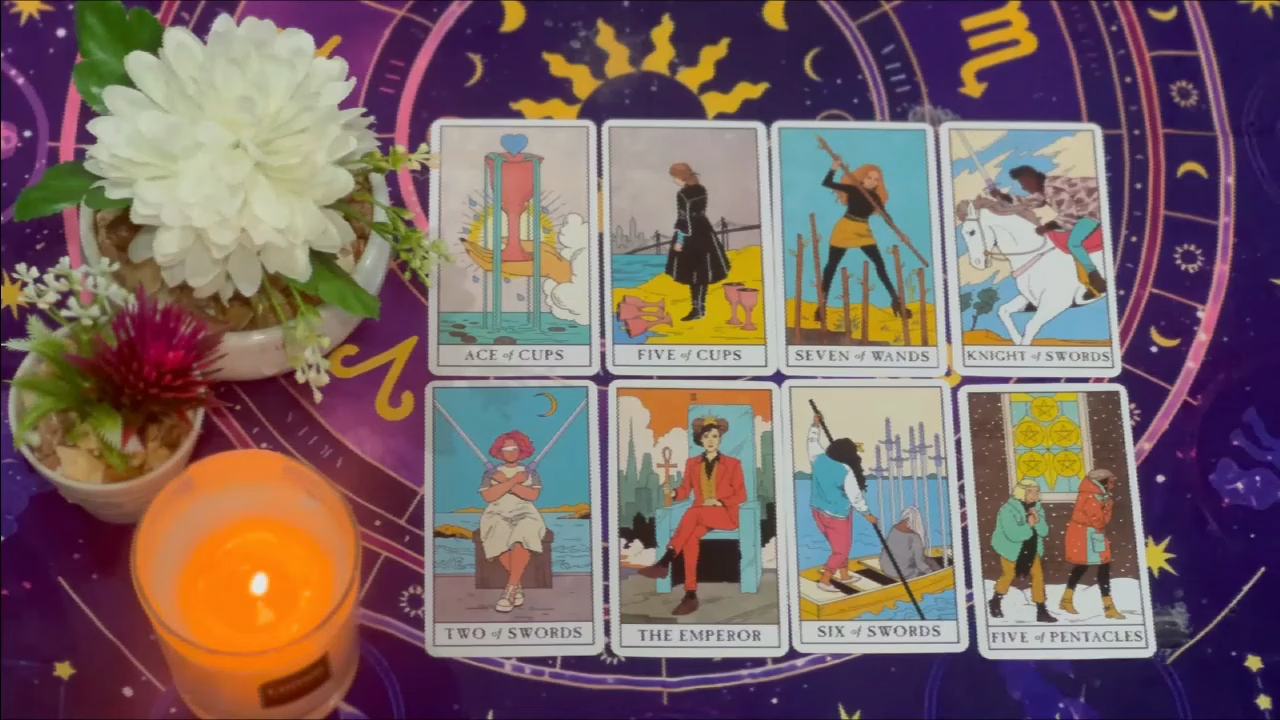 ACE of CUPS
FIVE of CUPS
SEVEN of WANDS
KNIGHT of SWORDS
TWO of SWORDS
THE EMPEROR
SIX of SWORDS
FIVE of PENTACLES